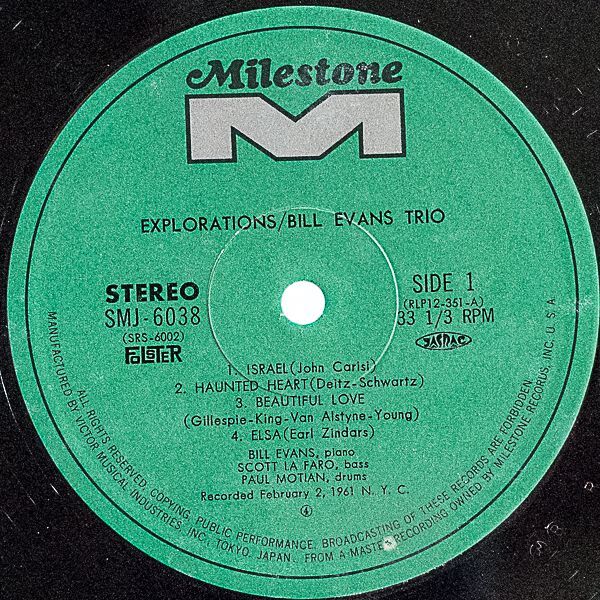 Milestone
M
EXPLORATIONS/BILL EVANS TRIO
STEREO
SMJ-6038
(SRS-6002)
FOLSTER
SIDE 1
(RLP12-351-A)
33 1/3 RPM
JASRAC
1. ISRAEL(John Carisi)
2. HAUNTED HEART(Deitz-Schwartz)
3. BEAUTIFUL LOVE
(Gillespie-King-Van Alstyne-Young)
4. ELSA(Earl Zindars)
BILL EVANS, piano
SCOTT LA FARO, bass
PAUL MOTIAN, drums
Recorded February 2, 1961 N. Y. C.
④
ALL RIGHTS RESERVED, COPYING, PUBLIC PERFORMANCE, BROADCASTING OF THESE RECORDS ARE FORBIDDEN.
MANUFACTURED BY VICTOR MUSICAL INDUSTRIES, INC., TOKYO, JAPAN. FROM A MASTER RECORDING OWNED BY MILESTONE RECORDS, INC. U.S.A.